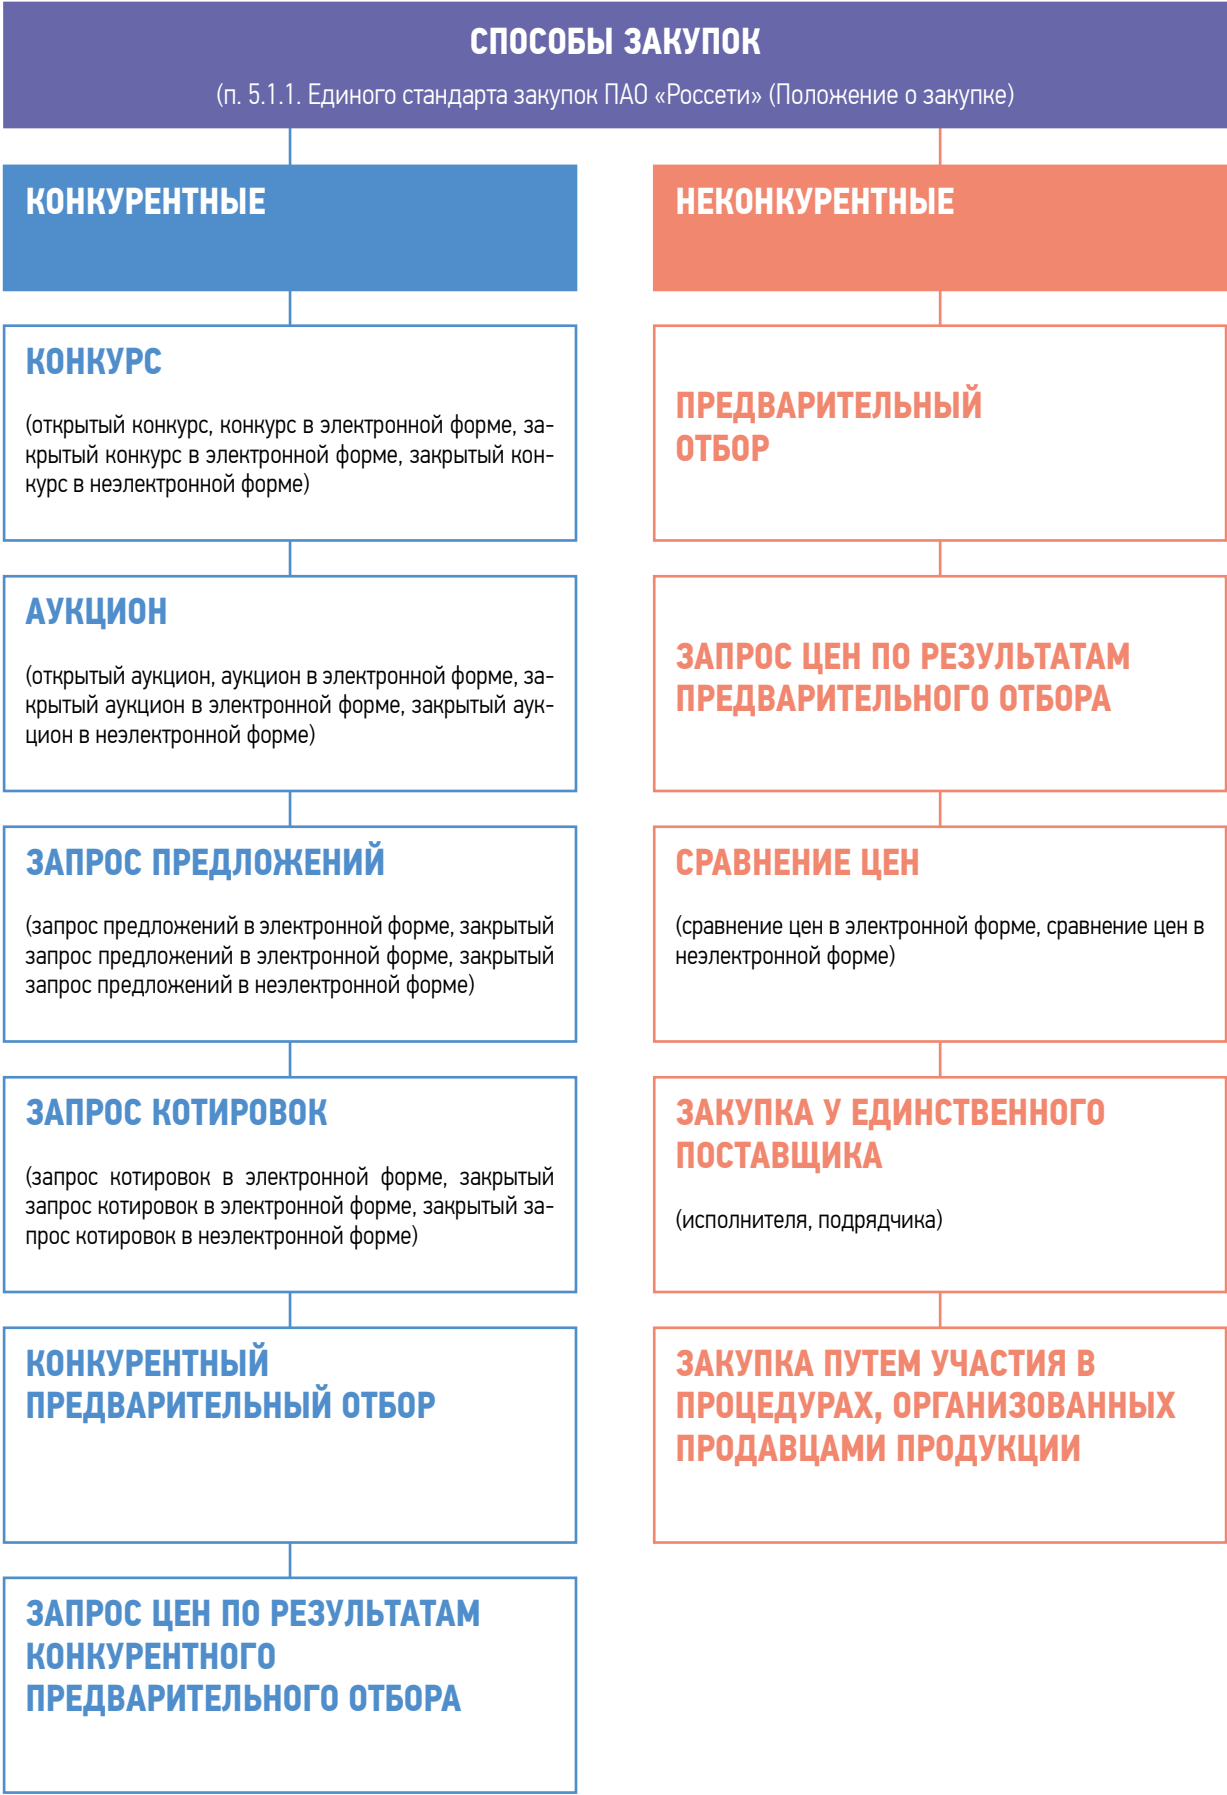 СПОСОБЫ ЗАКУПОК
(п. 5.1.1. Единого стандарта закупок ПАО «Россети» (Положение о закупке)
КОНКУРЕНТНЫЕ
КОНКУРС
(открытый конкурс, конкурс в электронной форме, за-
крытый конкурс в электронной форме, закрытый кон-
курс в неэлектронной форме)
АУКЦИОН
(открытый аукцион, аукцион в электронной форме, за-
крытый аукцион в электронной форме, закрытый аук-
цион в неэлектронной форме)
ЗАПРОС ПРЕДЛОЖЕНИЙ
(запрос предложений в электронной форме, закрытый
запрос предложений в электронной форме, закрытый
запрос предложений в неэлектронной форме)
ЗАПРОС КОТИРОВОК
(запрос котировок в электронной форме, закрытый
запрос котировок в электронной форме, закрытый за-
прос котировок в неэлектронной форме)
КОНКУРЕНТНЫЙ
ПРЕДВАРИТЕЛЬНЫЙ ОТБОР
ЗАПРОС ЦЕН ПО РЕЗУЛЬТАТАМ
КОНКУРЕНТНОГО
ПРЕДВАРИТЕЛЬНОГО ОТБОРА
НЕКОНКУРЕНТНЫЕ
ПРЕДВАРИТЕЛЬНЫЙ
ОТБОР
ЗАПРОС ЦЕН ПО РЕЗУЛЬТАТАМ
ПРЕДВАРИТЕЛЬНОГО ОТБОРА
СРАВНЕНИЕ ЦЕН
(сравнение цен в электронной форме, сравнение цен в
неэлектронной форме)
ЗАКУПКА У ЕДИНСТВЕННОГО
ПОСТАВЩИКА
(исполнителя, подрядчика)
ЗАКУПКА ПУТЕМ УЧАСТИЯ В
ПРОЦЕДУРАХ, ОРГАНИЗОВАННЫХ
ПРОДАВЦАМИ ПРОДУКЦИИ